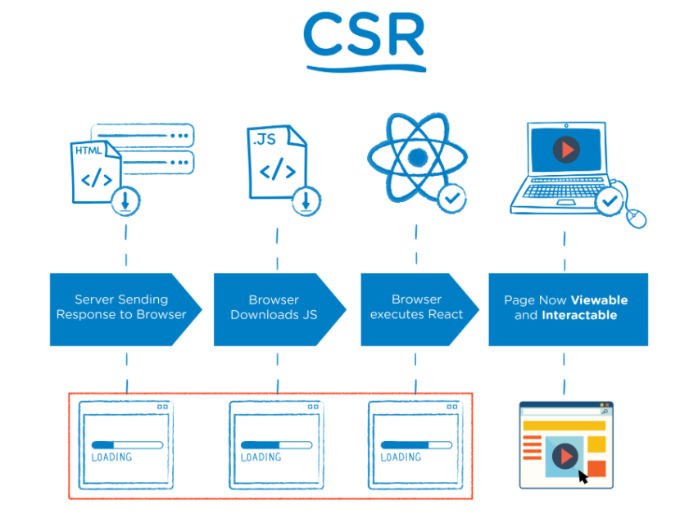 CSR
HTML
</>
.JS
</>
Server Sending
Response to Browser
Browser
Downloads JS
Browser
executes React
Page Now Viewable
and Interactable
LOADING
LOADING
LOADING